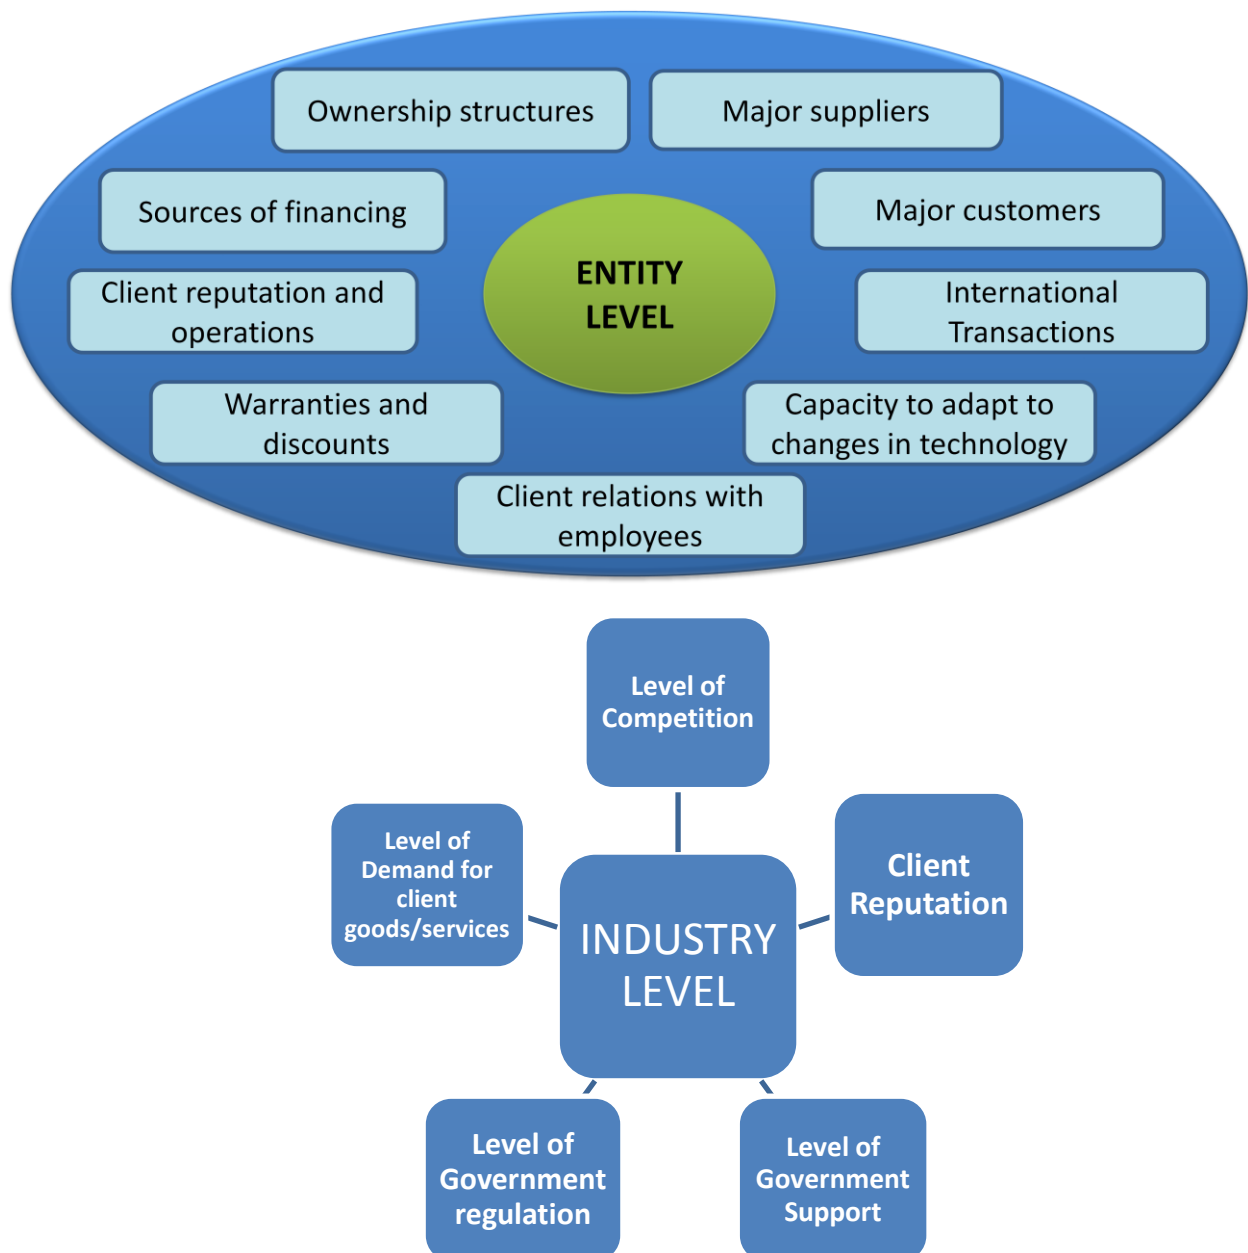 Ownership structures
Major suppliers
Sources of financing
Major customers
ENTITY
LEVEL
Client reputation and
operations
International
Transactions
Warranties and
discounts
Capacity to adapt to
changes in technology
Client relations with
employees
Level of
Competition
Level of
Demand for
client
goods/services
Client
Reputation
INDUSTRY
LEVEL
Level of
Government
regulation
Level of
Government
Support